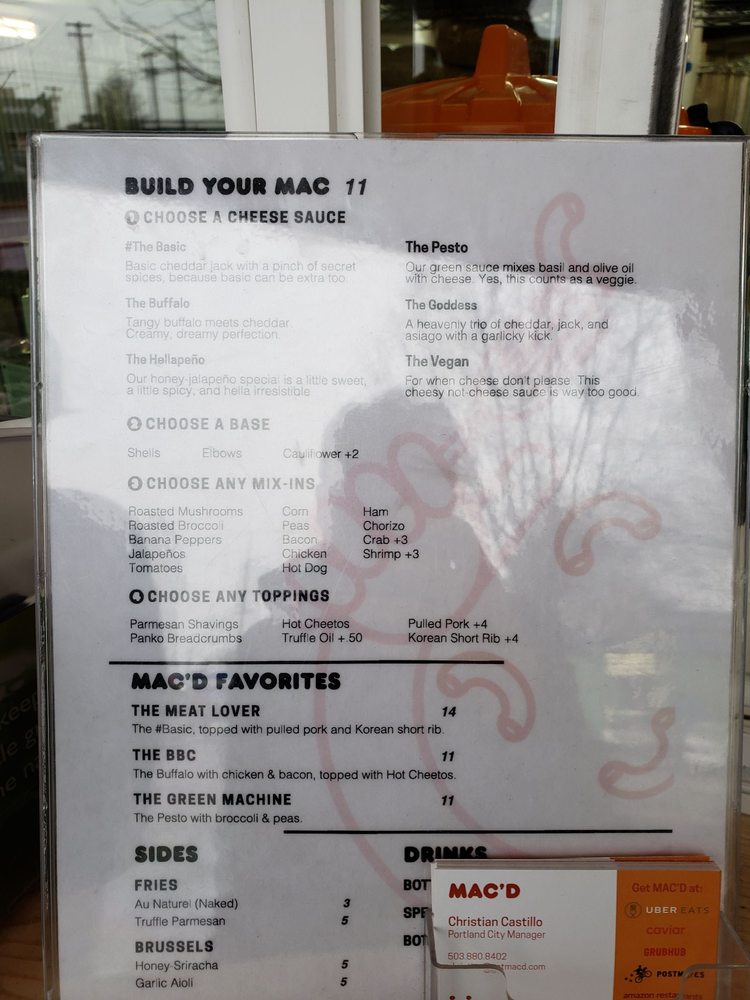 BUILD YOUR MAC 11
1 CHOOSE A CHEESE SAUCE
#The Basic
Basic cheddar jack with a pinch of secret
spices, because basic can be extra too.
The Buffalo
Tangy buffalo meets cheddar.
Creamy, dreamy perfection.
The Hellapeño
Our honey-jalapeño special is a little sweet,
a little spicy, and hella irresistible.
The Pesto
Our green sauce mixes basil and olive oil
with cheese. Yes, this counts as a veggie.
The Goddess
A heavenly trio of cheddar, jack, and
asiago with a garlicky kick.
The Vegan
For when cheese don't please. This
cheesy not-cheese sauce is way too good.
2 CHOOSE A BASE
Shells Elbows Cauliflower +2
3 CHOOSE ANY MIX-INS
Roasted Mushrooms Corn Ham
Roasted Broccoli Peas Chorizo
Banana Peppers Bacon Crab +3
Jalapeños Chicken Shrimp +3
Tomatoes Hot Dog
4 CHOOSE ANY TOPPINGS
Parmesan Shavings Hot Cheetos Pulled Pork +4
Panko Breadcrumbs Truffle Oil +.50 Korean Short Rib +4
MAC'D FAVORITES
THE MEAT LOVER 14
The #Basic, topped with pulled pork and Korean short rib.
THE BBC 11
The Buffalo with chicken & bacon, topped with Hot Cheetos.
THE GREEN MACHINE 11
The Pesto with broccoli & peas.
SIDES
FRIES
Au Naturel (Naked) 3
Truffle Parmesan 5
BRUSSELS
Honey Sriracha 5
Garlic Aioli 5
DRINKS
BOT
SPE
BOT
MAC'D
Christian Castillo
Portland City Manager
503.880.8402
Get MAC'D at:
UBER EATS
caviar
GRUBHUB
POSTMATES